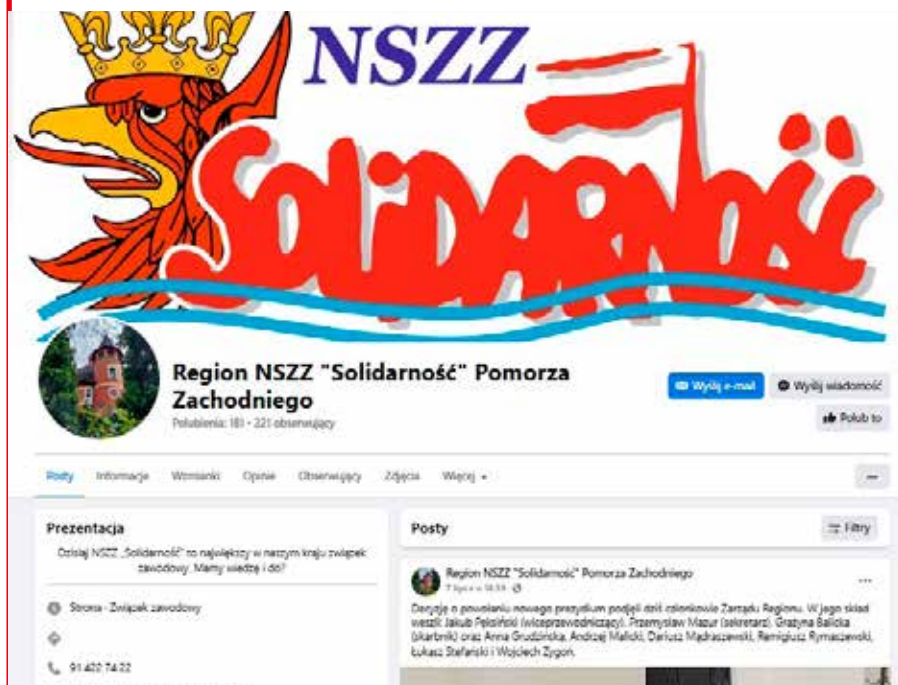 NSZZ
SOLiDARNOŚĆ
Region NSZZ "Solidarność" Pomorza
Zachodniego
Polubienia: 181 • 221 obserwujący
Wyślij e-mail
Wyślij wiadomość
Polub to
Posty Informacje Wzmianki Opinie Obserwujący Zdjęcia Więcej
Prezentacja
Dzisiaj NSZZ „Solidarność" to największy w naszym kraju związek
zawodowy. Mamy wiedzę i do?
Strona · Związek zawodowy
91 422 74 22
Posty
Filtry
Region NSZZ "Solidarność" Pomorza Zachodniego
7 lipca o
Decyzję o powołaniu nowego prezydium podjęli dziś członkowie Zarządu Regionu. W jego skład
weszli: Jakub Pęksiński (wiceprzewodniczący), Przemysław Mazur (sekretarz), Grażyna Balicka
(skarbnik) oraz Anna Grudzińska, Andrzej Malicki, Dariusz Mądraszewski, Remigiusz Rymaszewski,
Łukasz Stefański i Wojciech Zygoń.